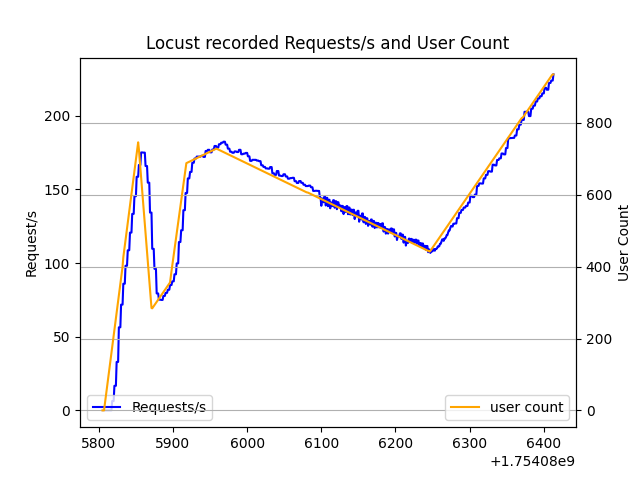 Locust recorded Requests/s and User Count
Request/s
200
150
100
50
0
800
600
400
200
0
User Count
Requests/s
user count
5800 5900 6000 6100 6200 6300 6400
+1.75408e9